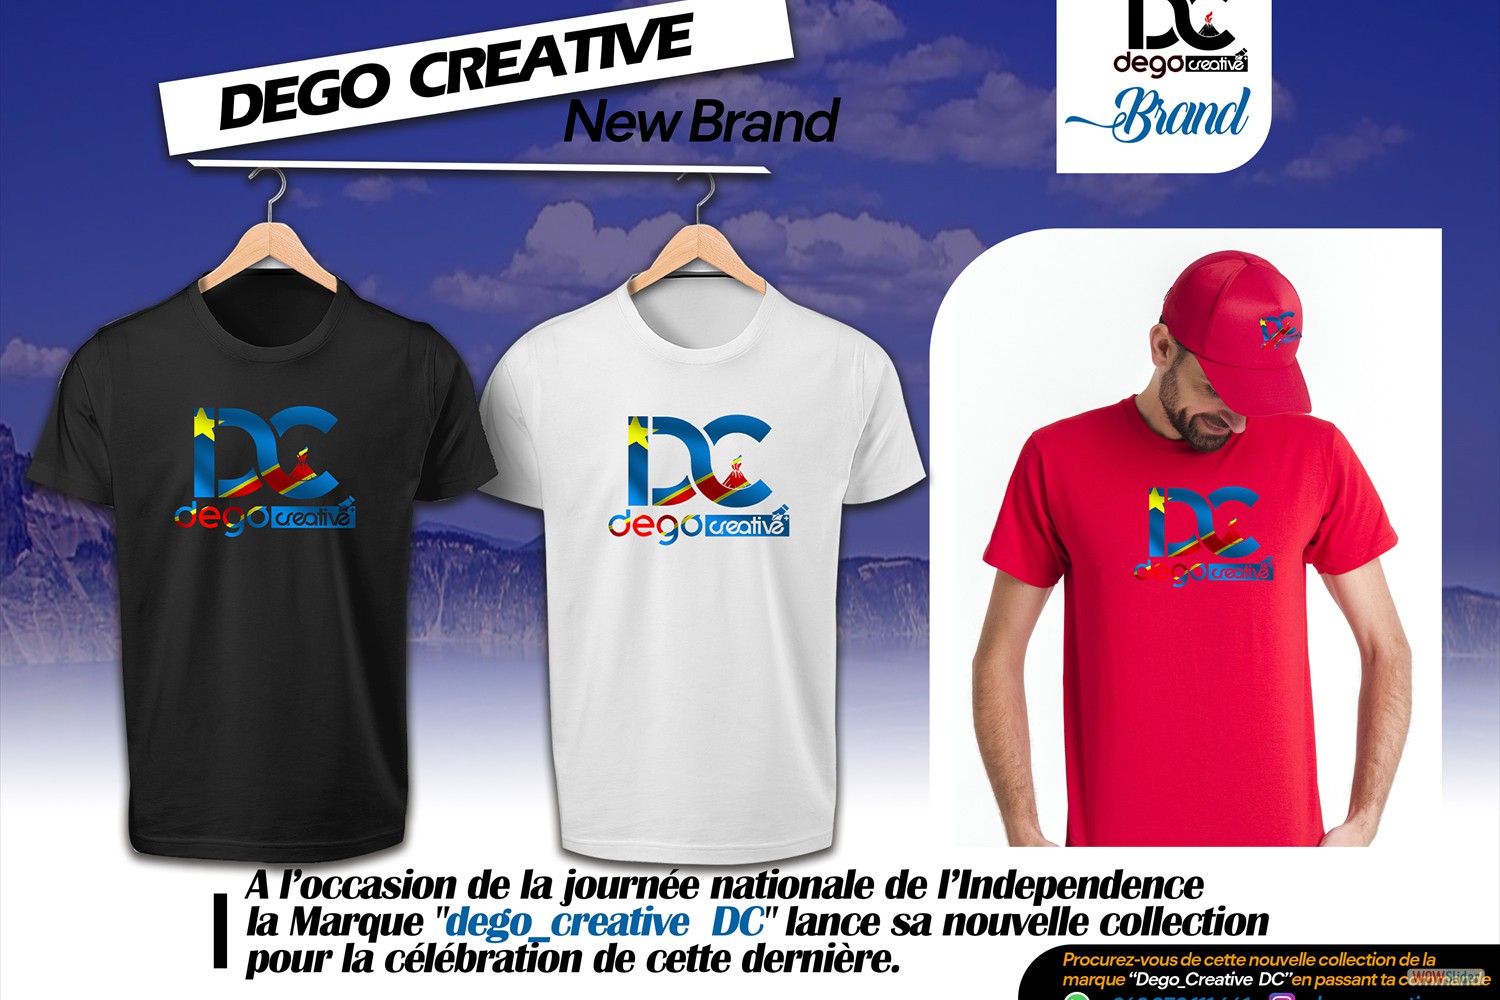 DEGO CREATIVE
New Brand
DC
dego creative
Brand
DC
dego creative
DC
dego creative
DC
DC
dego creative
A l'occasion de la journée nationale de l'Independence
la Marque "dego_creative DC" lance sa nouvelle collection
pour la célébration de cette dernière.
Procurez-vous de cette nouvelle collection de la
marque "Dego_Creative DC" en passant ta commande
WOWSlider